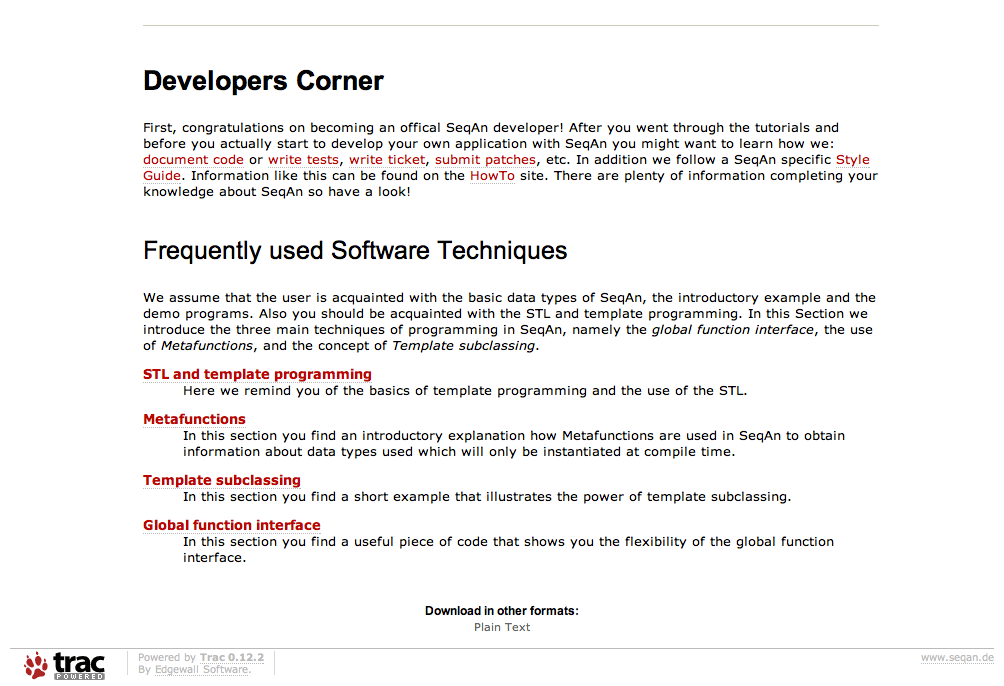 Developers Corner
First, congratulations on becoming an offical SeqAn developer! After you went through the tutorials and
before you actually start to develop your own application with SeqAn you might want to learn how we:
document code or write tests, write ticket, submit patches, etc. In addition we follow a SeqAn specific Style
Guide. Information like this can be found on the HowTo site. There are plenty of information completing your
knowledge about SeqAn so have a look!
Frequently used Software Techniques
We assume that the user is acquainted with the basic data types of SeqAn, the introductory example and the
demo programs. Also you should be acquainted with the STL and template programming. In this Section we
introduce the three main techniques of programming in SeqAn, namely the global function interface, the use
of Metafunctions, and the concept of Template subclassing.
STL and template programming
Here we remind you of the basics of template programming and the use of the STL.
Metafunctions
In this section you find an introductory explanation how Metafunctions are used in SeqAn to obtain
information about data types used which will only be instantiated at compile time.
Template subclassing
In this section you find a short example that illustrates the power of template subclassing.
Global function interface
In this section you find a useful piece of code that shows you the flexibility of the global function
interface.
Download in other formats:
Plain Text
trac
POWERED
Powered by Trac 0.12.2
By Edgewall Software.
www.seqan.de